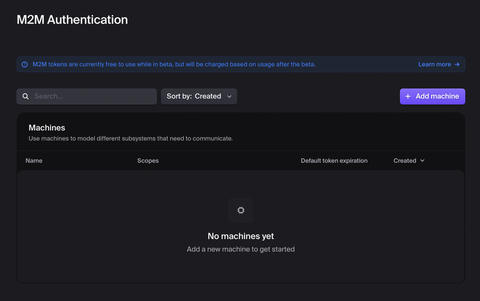 M2M Authentication
M2M tokens are currently free to use while in beta, but will be charged based on usage after the beta.
Learn more →
Search...
Sort by: Created
+ Add machine
Machines
Use machines to model different subsystems that need to communicate.
Name
Scopes
Default token expiration
Created
No machines yet
Add a new machine to get started